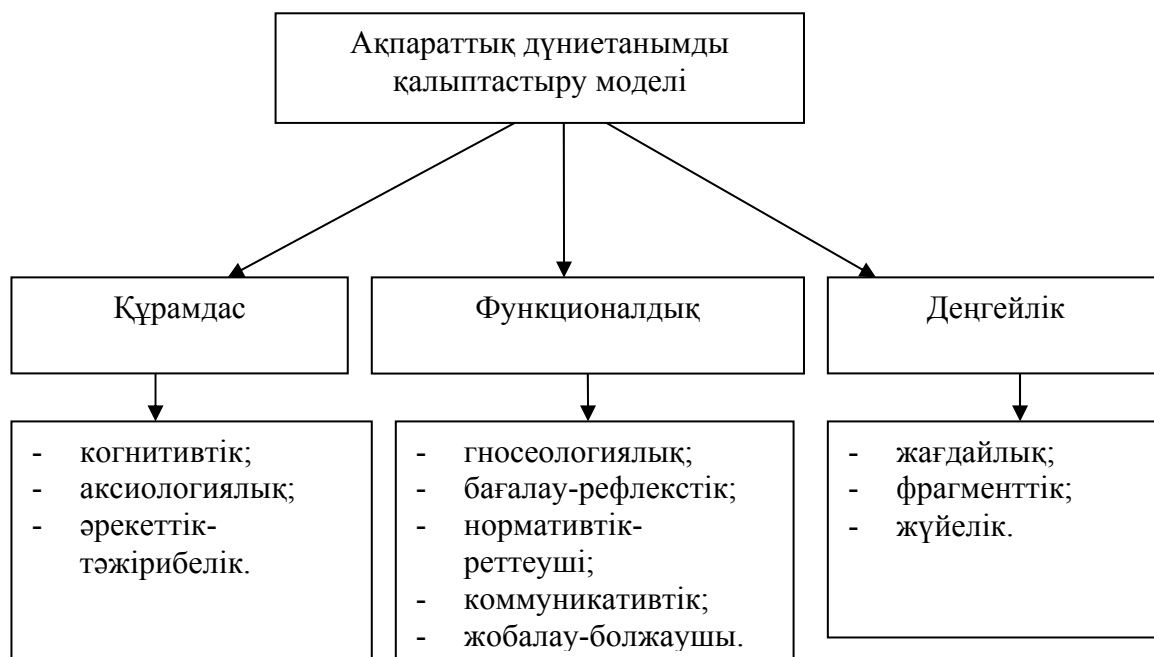 Ақпараттық дүниетанымды
қалыптастыру моделі
Құрамдас
Функционалдық
Деңгейлік
- когнитивтік;
- аксиологиялық;
- әрекеттік-
тәжірибелік.
- гносеологиялық;
- бағалау-рефлекстік;
- нормативтік-
реттеуші;
- коммуникативтік;
- жобалау-болжаушы.
- жағдайлық;
- фрагменттік;
- жүйелік.